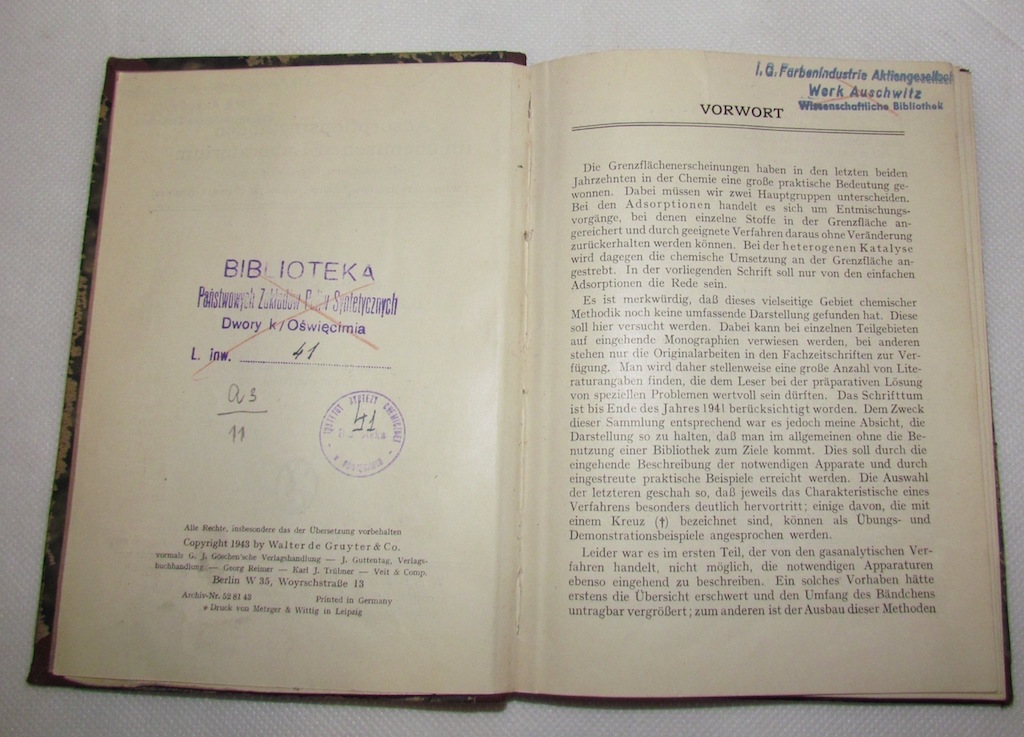 BIBLIOTEKA
Państwowych Zakładów Paliw Syntetycznych
Dwory k/Oświęcimia
L. inw. 41
a 3
11
41
Alle Rechte, insbesondere das der Übersetzung vorbehalten
Copyright 1943 by Walter de Gruyter & Co.
vormals G. J. Göschen'sche Verlagshandlung — J. Guttentag, Verlags-
buchhandlung — Georg Reimer — Karl J. Trübner — Veit & Comp.
Berlin W 35, Woyrschstraße 13
Archiv-Nr. 52 81 43 Printed in Germany
Druck von Metzger & Wittig in Leipzig
I. G. Farbenindustrie Aktiengesellschaft
Werk Auschwitz
Wissenschaftliche Bibliothek
VORWORT
Die Grenzflächenerscheinungen haben in den letzten beiden
Jahrzehnten in der Chemie eine große praktische Bedeutung ge-
wonnen. Dabei müssen wir zwei Hauptgruppen unterscheiden.
Bei den Adsorptionen handelt es sich um Entmischungs-
vorgänge, bei denen einzelne Stoffe in der Grenzfläche an-
gereichert und durch geeignete Verfahren daraus ohne Veränderung
zurückerhalten werden können. Bei der heterogenen Katalyse
wird dagegen die chemische Umsetzung an der Grenzfläche an-
gestrebt. In der vorliegenden Schrift soll nur von den einfachen
Adsorptionen die Rede sein.
Es ist merkwürdig, daß dieses vielseitige Gebiet chemischer
Methodik noch keine umfassende Darstellung gefunden hat. Diese
soll hier versucht werden. Dabei kann bei einzelnen Teilgebieten
auf eingehende Monographien verwiesen werden, bei anderen
stehen nur die Originalarbeiten in den Fachzeitschriften zur Ver-
fügung. Man wird daher stellenweise eine große Anzahl von Lite-
raturangaben finden, die dem Leser bei der präparativen Lösung
von speziellen Problemen wertvoll sein dürften. Das Schrifttum
ist bis Ende des Jahres 1941 berücksichtigt worden. Dem Zweck
dieser Sammlung entsprechend war es jedoch meine Absicht, die
Darstellung so zu halten, daß man im allgemeinen ohne die Be-
nutzung einer Bibliothek zum Ziele kommt. Dies soll durch die
eingehende Beschreibung der notwendigen Apparate und durch
eingestreute praktische Beispiele erreicht werden. Die Auswahl
der letzteren geschah so, daß jeweils das Charakteristische eines
Verfahrens besonders deutlich hervortritt; einige davon, die mit
einem Kreuz (†) bezeichnet sind, können als Übungs- und
Demonstrationsbeispiele angesprochen werden.
Leider war es im ersten Teil, der von den gasanalytischen Ver-
fahren handelt, nicht möglich, die notwendigen Apparaturen
ebenso eingehend zu beschreiben. Ein solches Vorhaben hätte
erstens die Übersicht erschwert und den Umfang des Bändchens
untragbar vergrößert; zum anderen ist der Ausbau dieser Methoden